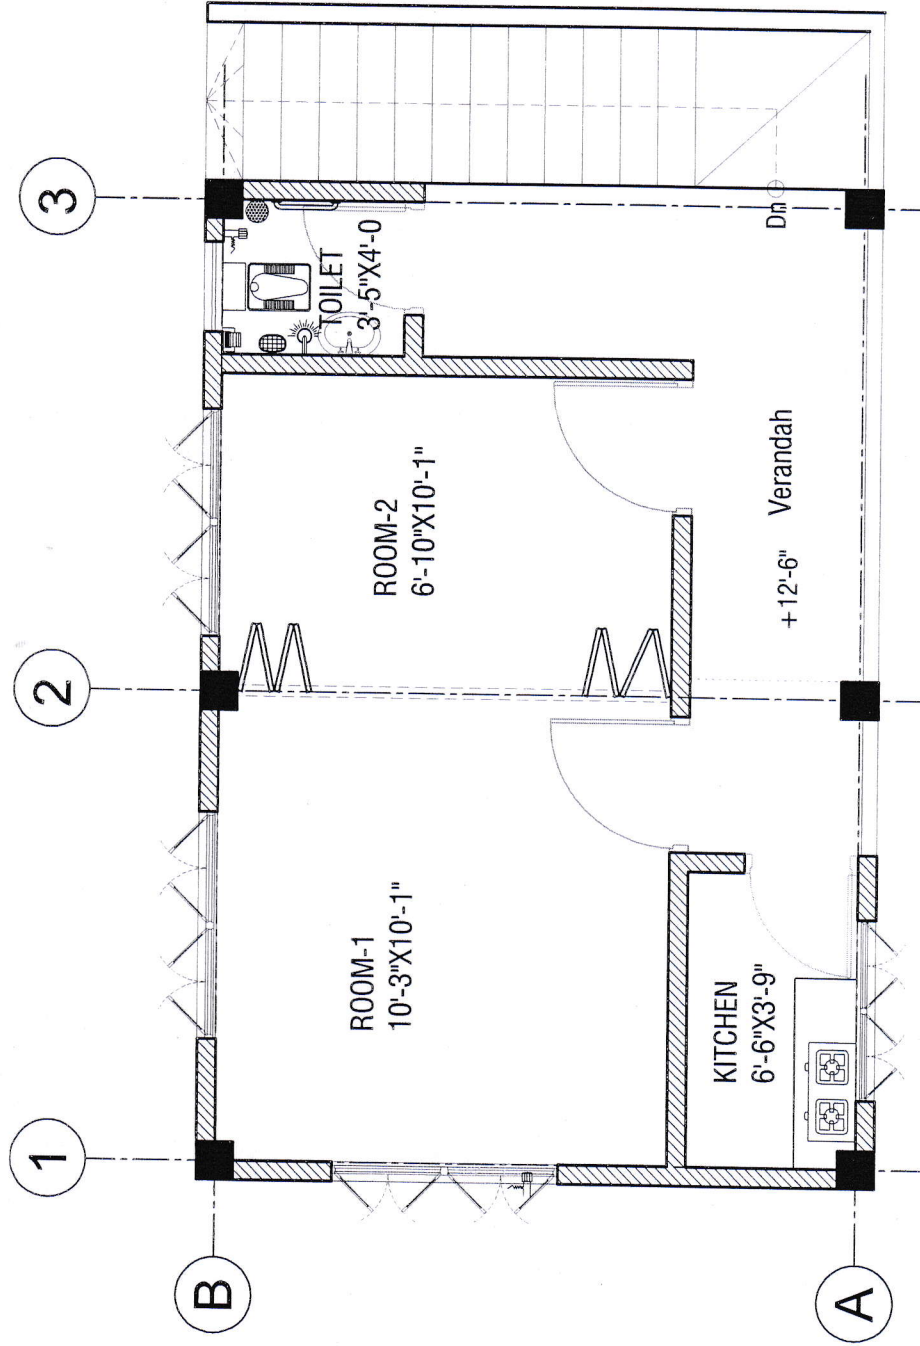 1
2
3
B
A
ROOM-1
10'-3"X10'-1"
ROOM-2
6'-10"X10'-1"
TOILET
3'-5"X4'-0
KITCHEN
6'-6"X3'-9"
+12'-6" Verandah
Dn